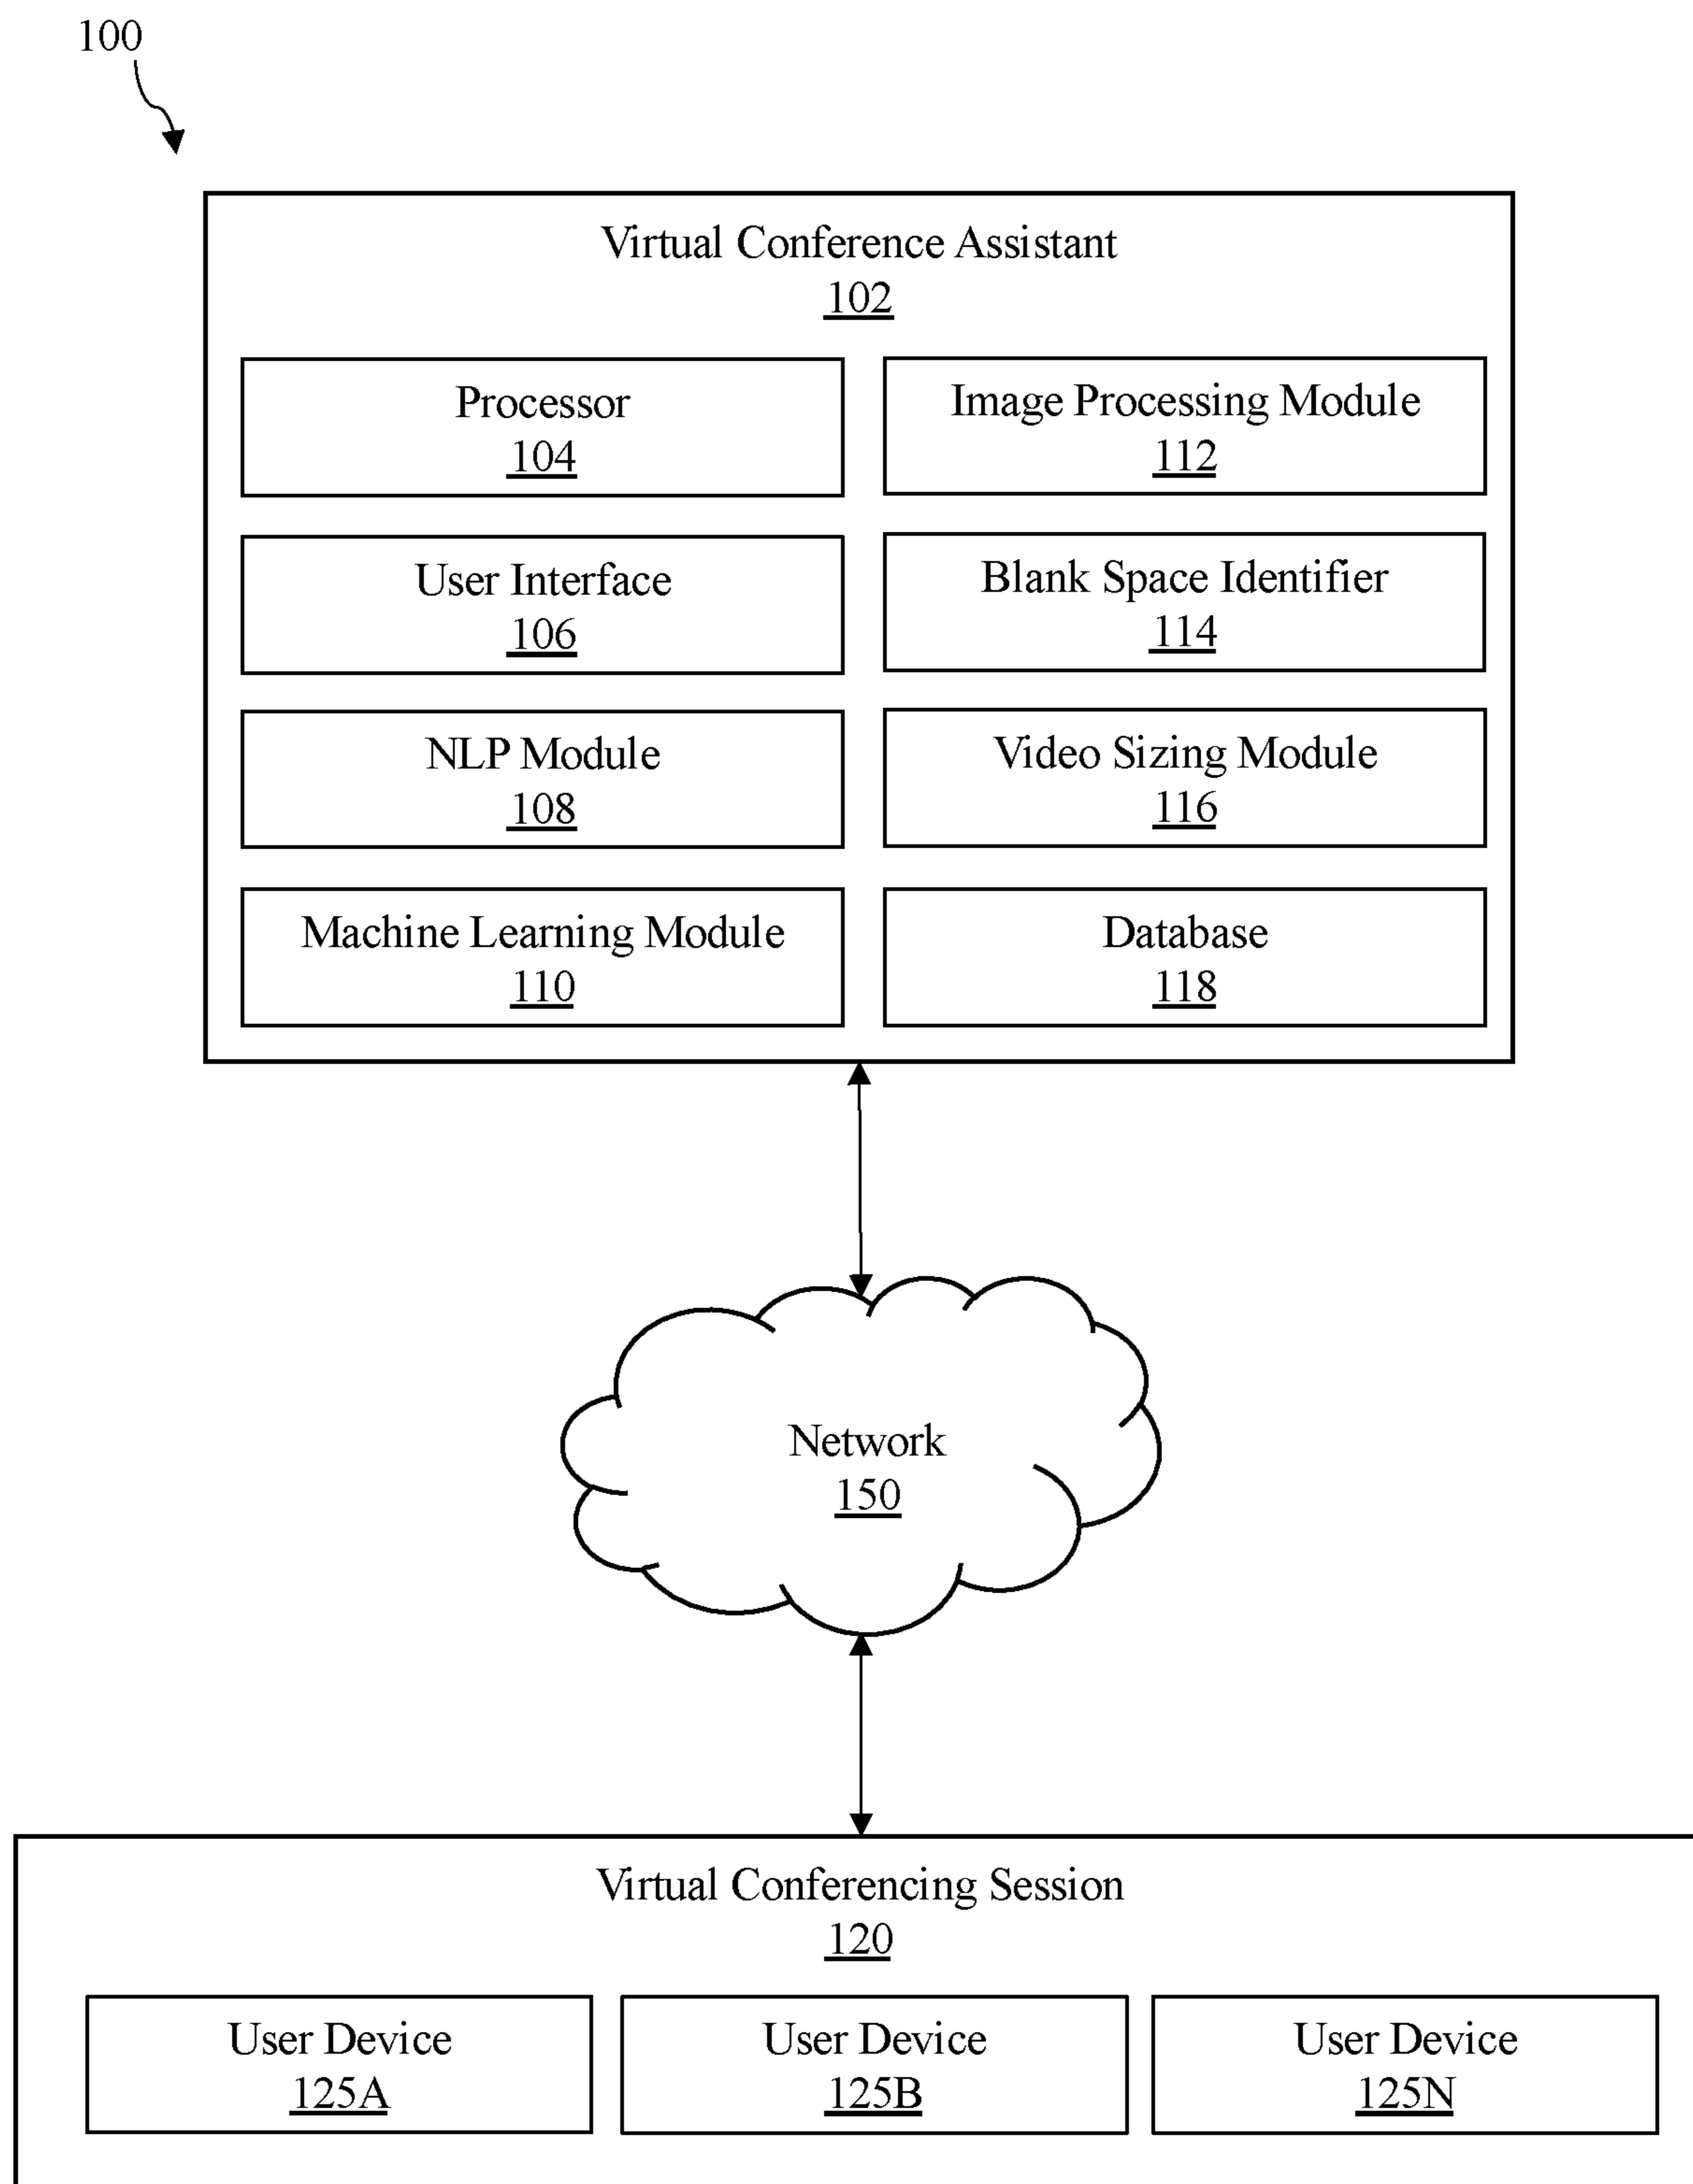 100
Virtual Conference Assistant
102
Processor
104
Image Processing Module
112
User Interface
106
Blank Space Identifier
114
NLP Module
108
Video Sizing Module
116
Machine Learning Module
110
Database
118
Network
150
Virtual Conferencing Session
120
User Device
125A
User Device
125B
User Device
125N